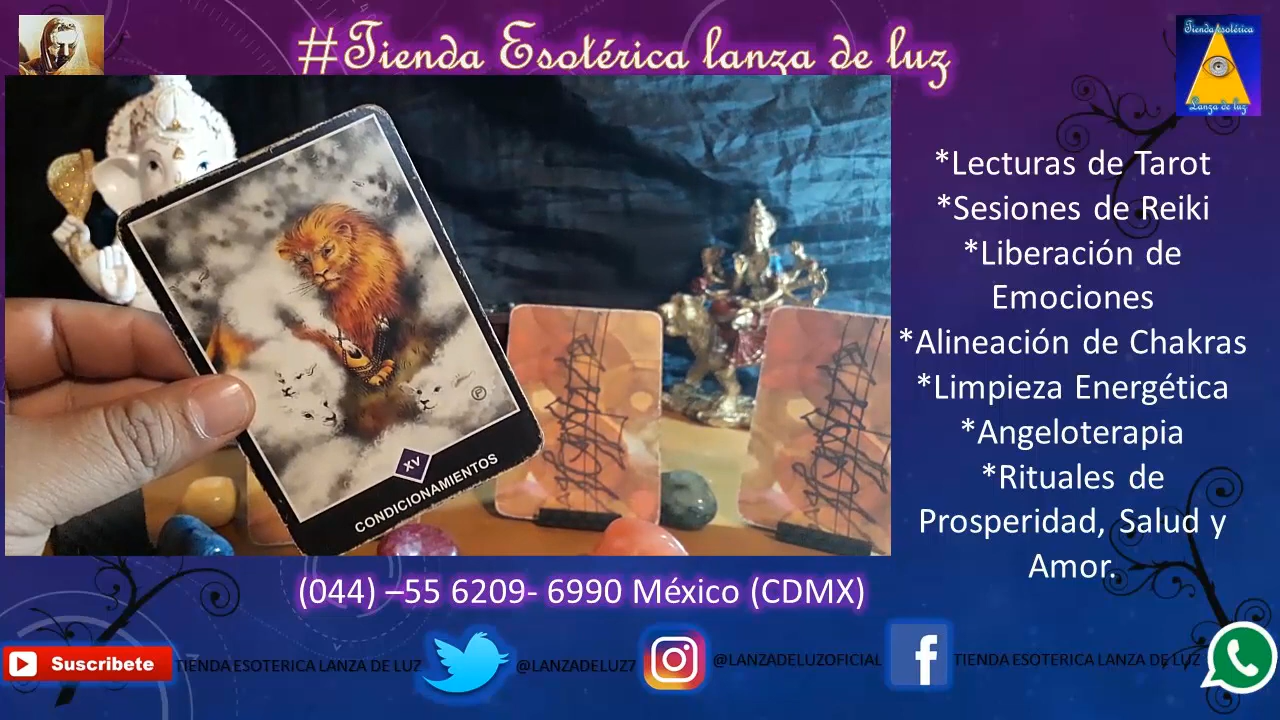 #Tienda Esotérica lanza de luz
Tienda esotérica
Lanza de luz
XV
CONDICIONAMIENTOS
*Lecturas de Tarot
*Sesiones de Reiki
*Liberación de
Emociones
*Alineación de Chakras
*Limpieza Energética
*Angeloterapia
*Rituales de
Prosperidad, Salud y
Amor.
(044) –55 6209- 6990 México (CDMX)
Suscribete
TIENDA ESOTERICA LANZA DE LUZ
@LANZADELUZ7
@LANZADELUZOFICIAL
TIENDA ESOTERICA LANZA DE LUZ